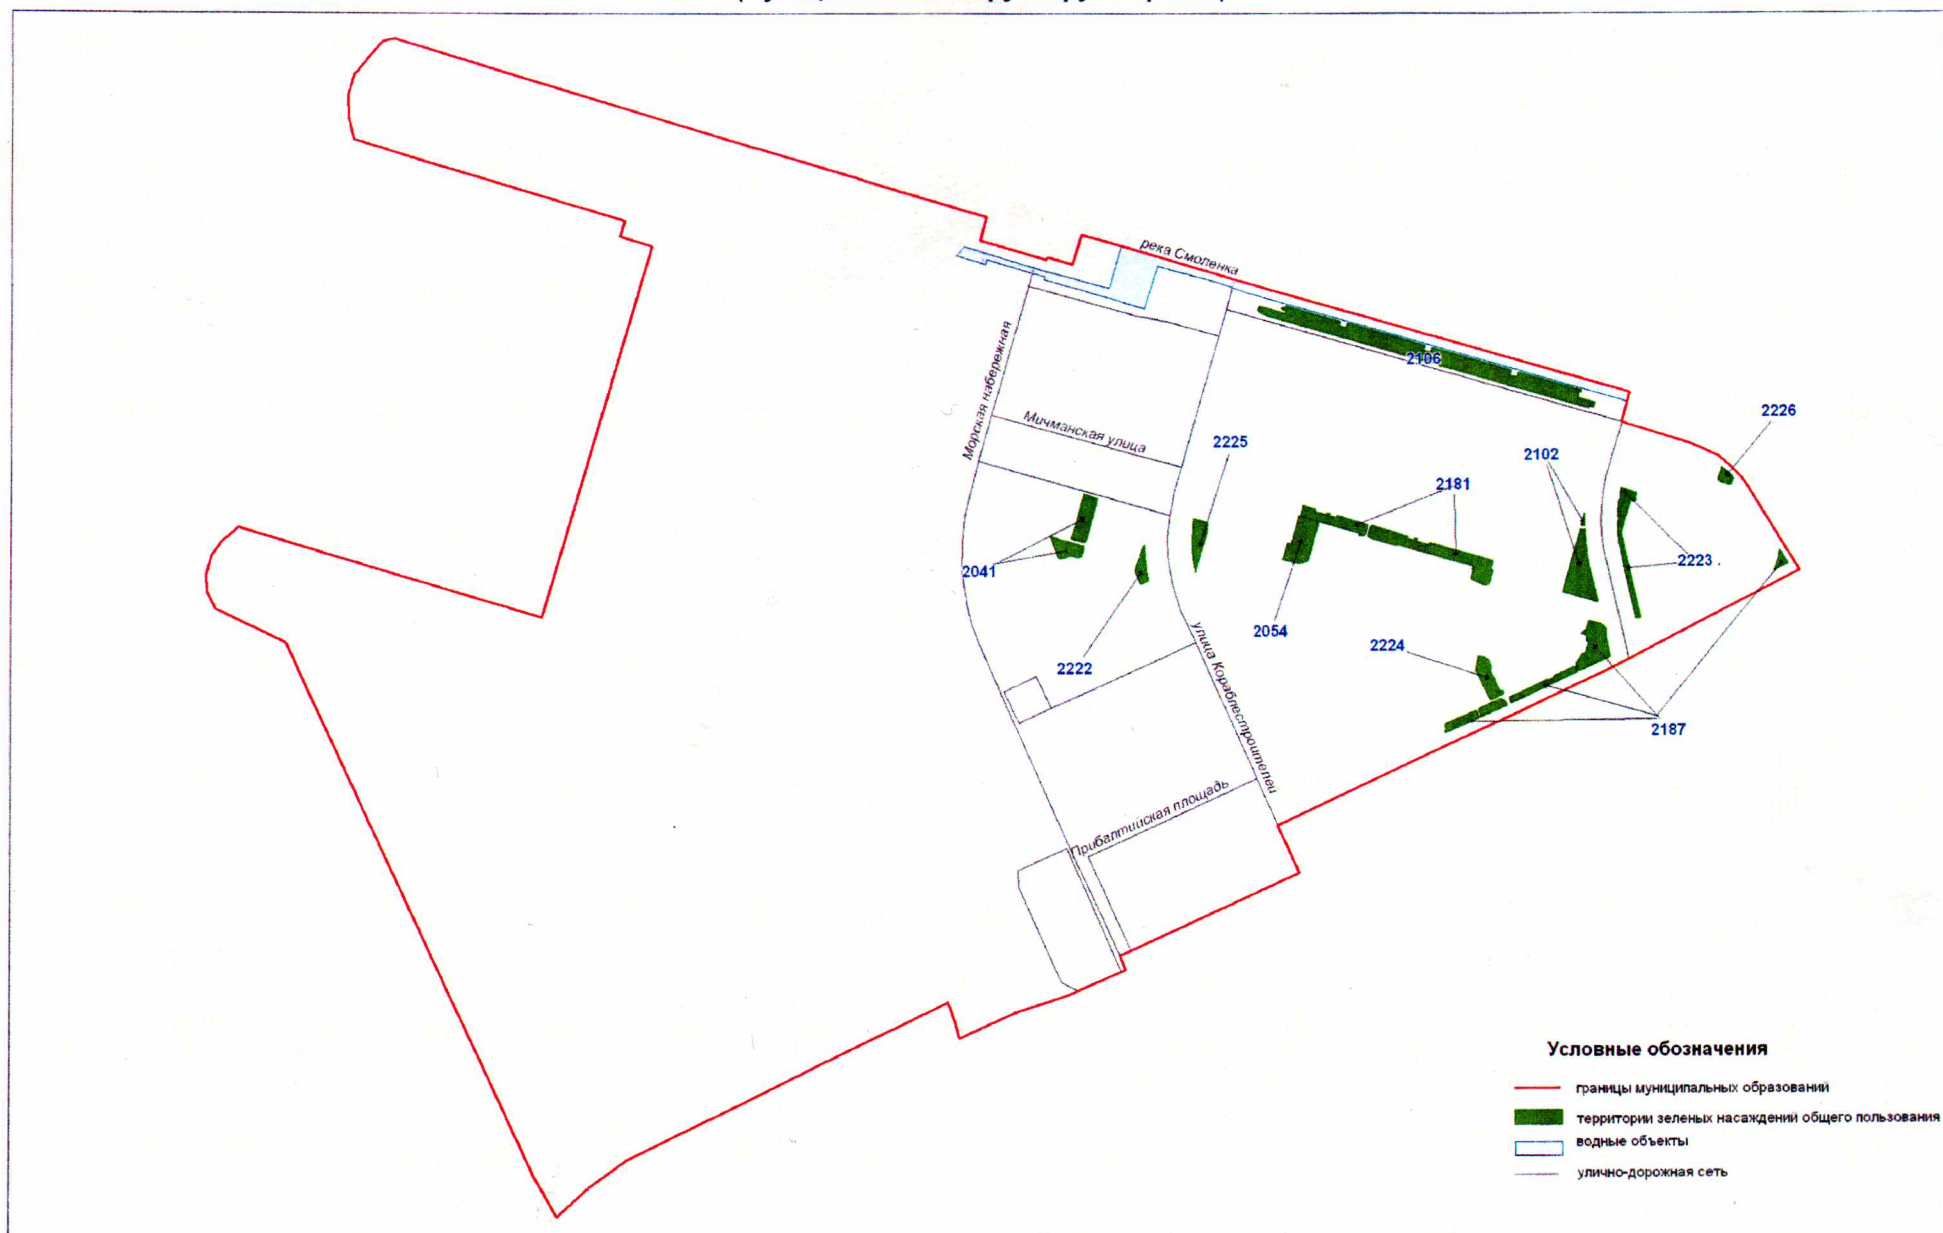 река Смоленка
Морская набережная
2106
2226
Мичманская улица
2225
2102
2181
2041
2223
2054
2224
2222
улица Кораблестроителей
2187
Прибалтийская площадь
Условные обозначения
границы муниципальных образований
территории зеленых насаждений общего пользования
водные объекты
улично-дорожная сеть